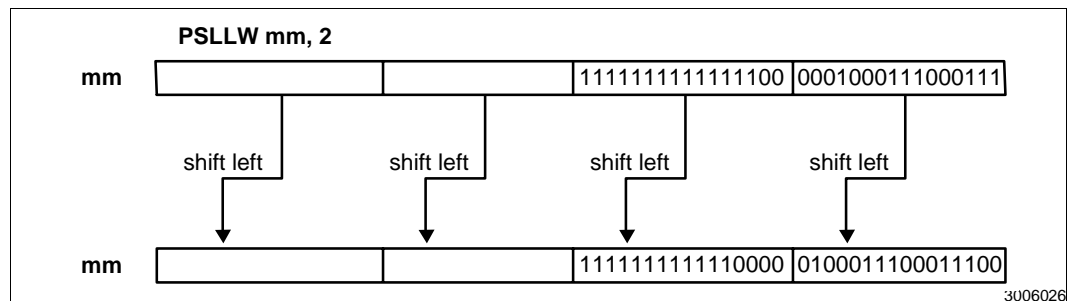 PSLLW mm, 2
mm 1111111111111100 0001000111000111
shift left shift left shift left shift left
mm 1111111111110000 0100011100011100
3006026